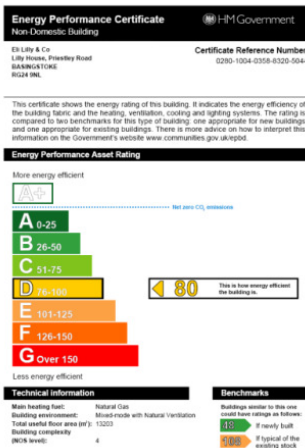 Energy Performance Certificate
Non-Domestic Building
HM Government
Eli Lilly & Co
Lilly House, Priestley Road
BASINGSTOKE
RG24 9NL
Certificate Reference Number
0280-1004-0358-8320-5044
This certificate shows the energy rating of this building. It indicates the energy efficiency of
the building fabric and the heating, ventilation, cooling and lighting systems. The rating is
compared to two benchmarks for this type of building: one appropriate for new buildings
and one appropriate for existing buildings. There is more advice on how to interpret this
information on the Government's website www.communities.gov.uk/epbd.
Energy Performance Asset Rating
More energy efficient
A+
Net zero CO₂ emissions
A 0-25
B 26-50
C 51-75
D 76-100
80
This is how energy efficient
the building is.
E 101-125
F 126-150
G Over 150
Less energy efficient
Technical information
Main heating fuel: Natural Gas
Building environment: Mixed-mode with Natural Ventilation
Total useful floor area (m²): 13203
Building complexity
(NOS level): 4
Benchmarks
Buildings similar to this one
could have ratings as follows:
If newly built
If typical of the
existing stock